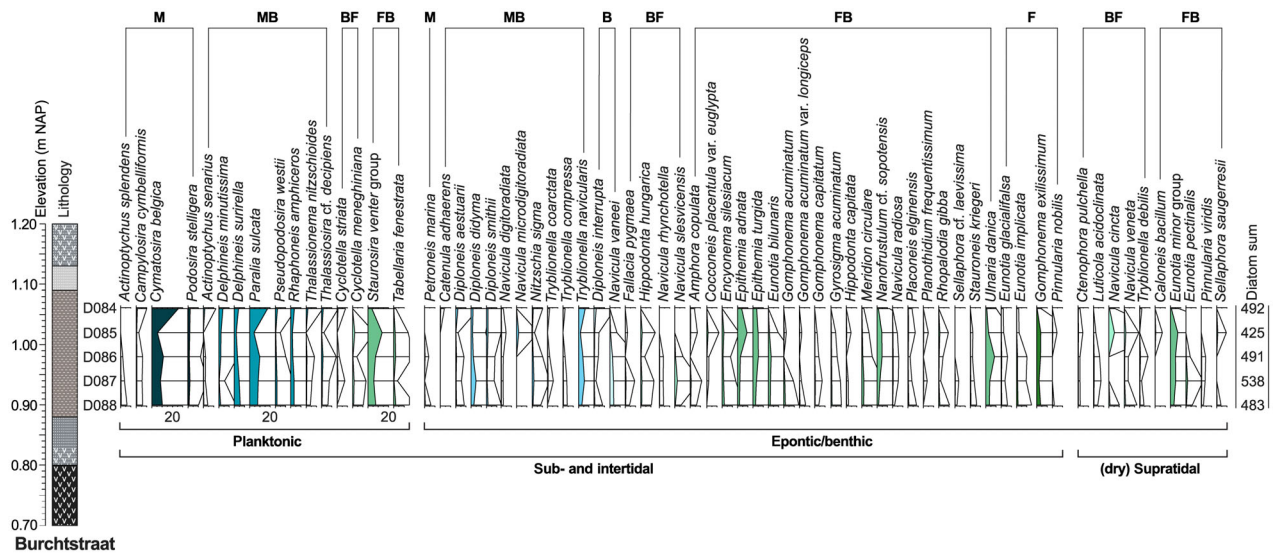 M MB BF FB M MB B BF FB F BF FB
Elevation (m NAP)
Lithology
Actinoptychus splendens
Campylosira cymbelliformis
Cymatosira belgica
Podosira stelligera
Actinoptychus senarius
Delphineis minutissima
Delphineis surirella
Paralia sulcata
Pseudopodosira westii
Rhaphoneis amphiceros
Thalassionema nitzschioides
Thalassiosira cf. decipiens
Cyclotella striata
Cyclotella meneghiniana
Staurosira venter group
Tabellaria fenestrata
Petroneis marina
Catenula adhaerens
Diploneis aestuarii
Diploneis didyma
Diploneis smithii
Navicula digitoradiata
Navicula microdigitoradiata
Nitzschia sigma
Tryblionella coarctata
Tryblionella compressa
Tryblionella navicularis
Diploneis interrupta
Navicula vaneei
Fallacia pygmaea
Hippodonta hungarica
Navicula rhynchotella
Navicula slesvicensis
Amphora copulata
Cocconeis placentula var. euglypta
Encyonema silesiacum
Epithemia adnata
Epithemia turgida
Eunotia bilunaris
Gomphonema acuminatum
Gomphonema acuminatum var. longiceps
Gomphonema capitatum
Gyrosigma acuminatum
Hippodonta capitata
Meridion circulare
Nanofrustulum cf. sopotensis
Navicula radiosa
Placoneis elginensis
Planothidium frequentissimum
Rhopalodia gibba
Sellaphora cf. laevissima
Stauroneis kriegeri
Ulnaria danica
Eunotia glacialifalsa
Eunotia implicata
Gomphonema exilissimum
Pinnularia nobilis
Ctenophora pulchella
Luticola acidoclinata
Navicula cincta
Navicula veneta
Tryblionella debilis
Caloneis bacillum
Eunotia minor group
Eunotia pectinalis
Pinnularia viridis
Sellaphora saugerresii
Diatom sum
1.20
1.10
D084 492
D085 425
1.00
D086 491
D087 538
0.90 D088 483
20 20 20
Planktonic Epontic/benthic
0.80
Sub- and intertidal (dry) Supratidal
0.70
Burchtstraat